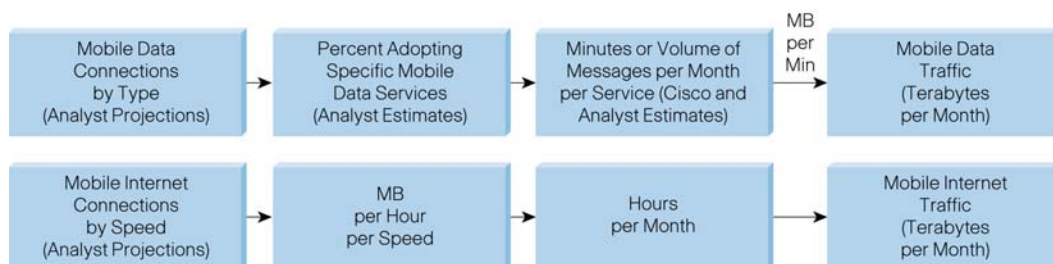 Mobile Data
Connections
by Type
(Analyst Projections)
Percent Adopting
Specific Mobile
Data Services
(Analyst Estimates)
Minutes or Volume of
Messages per Month
per Service (Cisco and
Analyst Estimates)
MB
per
Min
Mobile Data
Traffic
(Terabytes
per Month)
Mobile Internet
Connections
by Speed
(Analyst Projections)
MB
per Hour
per Speed
Hours
per Month
Mobile Internet
Traffic
(Terabytes
per Month)